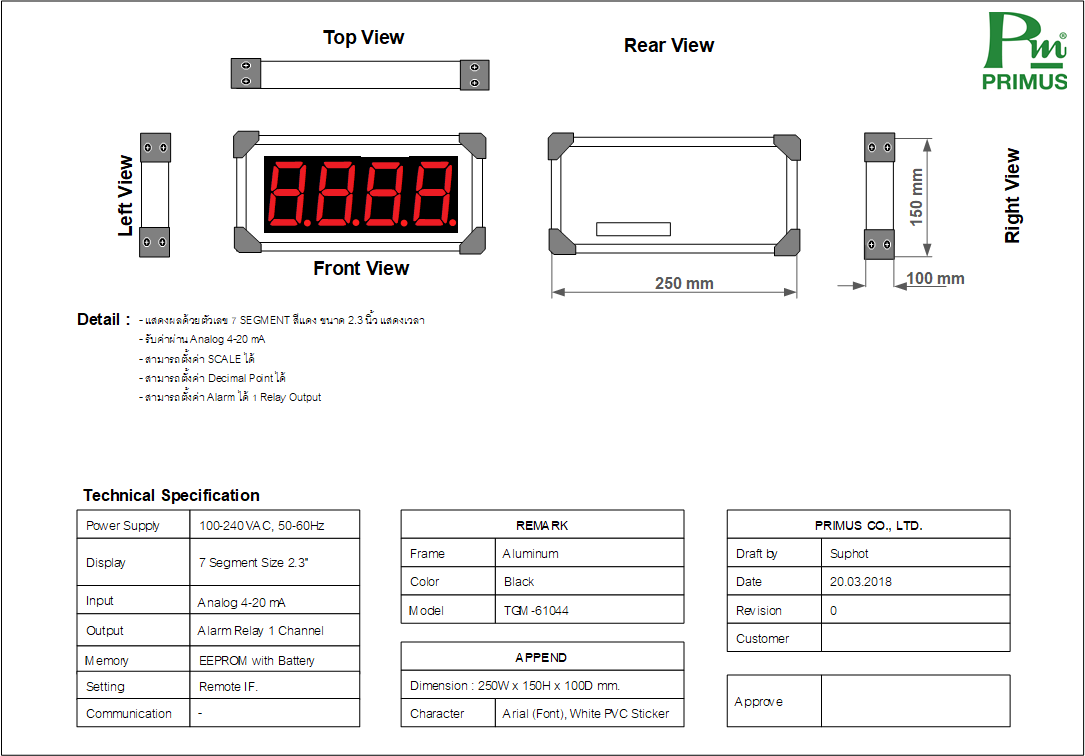 Top View
Rear View
Pm®
PRIMUS
Left View
8.8.8.8.
Front View
250 mm
150 mm
100 mm
Right View
Detail :
- แสดงผลด้วยตัวเลข 7 SEGMENT สีแดง ขนาด 2.3 นิ้ว แสดงเวลา
- รับค่าผ่าน Analog 4-20 mA
- สามารถตั้งค่า SCALE ได้
- สามารถตั้งค่า Decimal Point ได้
- สามารถตั้งค่า Alarm ได้ 1 Relay Output
Technical Specification
Power Supply 100-240 VAC, 50-60Hz
Display 7 Segment Size 2.3"
Input Analog 4-20 mA
Output Alarm Relay 1 Channel
Memory EEPROM with Battery
Setting Remote IF.
Communication -
REMARK
Frame Aluminum
Color Black
Model TGM-61044
APPEND
Dimension : 250W x 150H x 100D mm.
Character Arial (Font), White PVC Sticker
PRIMUS CO., LTD.
Draft by Suphot
Date 20.03.2018
Revision 0
Customer
Approve